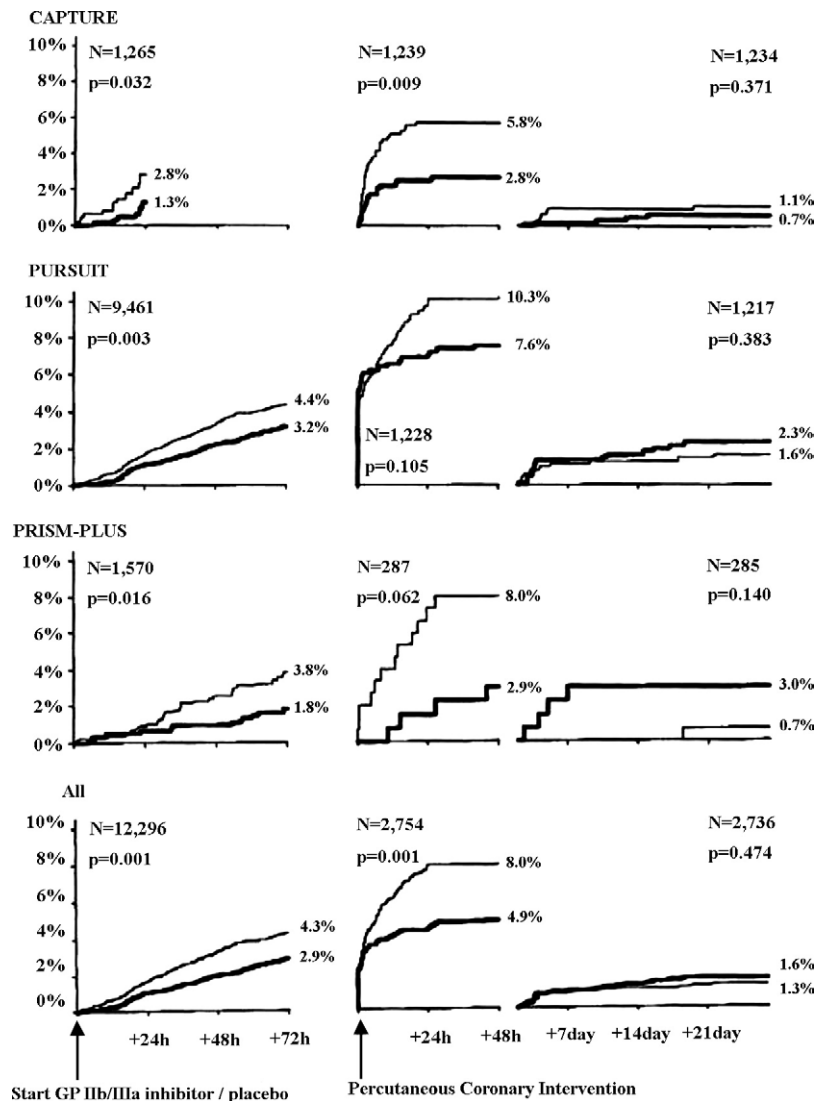 CAPTURE
10%
8%
6%
4%
2%
0%
N=1,265
p=0.032
2.8%
1.3%
N=1,239
p=0.009
5.8%
2.8%
N=1,234
p=0.371
1.1%
0.7%
PURSUIT
10%
8%
6%
4%
2%
0%
N=9,461
p=0.003
4.4%
3.2%
10.3%
7.6%
N=1,228
p=0.105
N=1,217
p=0.383
2.3%
1.6%
PRISM-PLUS
10%
8%
6%
4%
2%
0%
N=1,570
p=0.016
3.8%
1.8%
N=287
p=0.062
8.0%
2.9%
N=285
p=0.140
3.0%
0.7%
All
10%
8%
6%
4%
2%
0%
N=12,296
p=0.001
4.3%
2.9%
N=2,754
p=0.001
8.0%
4.9%
N=2,736
p=0.474
1.6%
1.3%
+24h +48h +72h
+24h +48h
+7day +14day +21day
Start GP IIb/IIIa inhibitor / placebo
Percutaneous Coronary Intervention